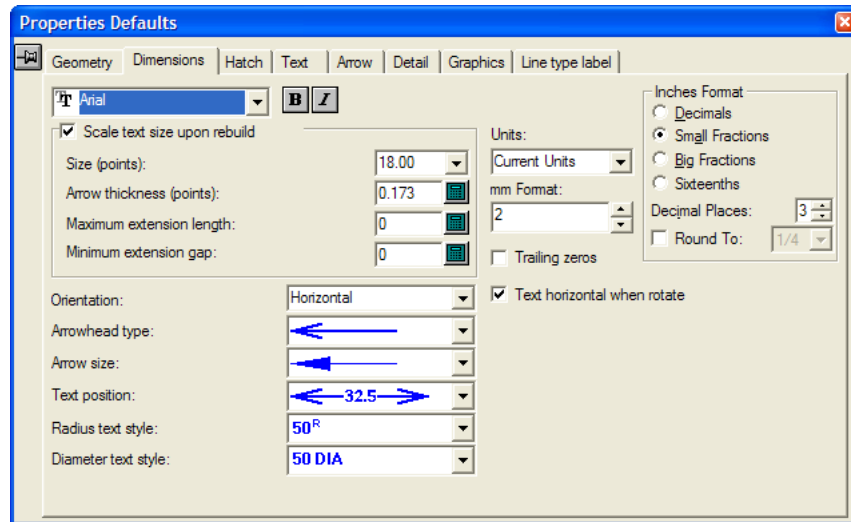 Properties Defaults
Geometry Dimensions Hatch Text Arrow Detail Graphics Line type label
Arial B I
Scale text size upon rebuild
Size (points): 18.00
Arrow thickness (points): 0.173
Maximum extension length: 0
Minimum extension gap: 0
Orientation: Horizontal
Arrowhead type:
Arrow size:
Text position: 32.5
Radius text style: 50R
Diameter text style: 50 DIA
Units:
Current Units
mm Format:
2
Trailing zeros
Text horizontal when rotate
Inches Format
Decimals
Small Fractions
Big Fractions
Sixteenths
Decimal Places: 3
Round To: 1/4